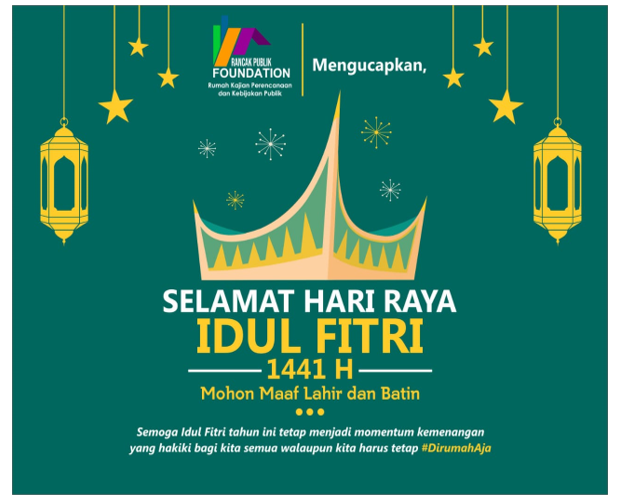 RANCAK PUBLIK
FOUNDATION
Rumah Kajian Perencanaan
dan Kebijakan Publik
Mengucapkan,
SELAMAT HARI RAYA
IDUL FITRI
1441 H
Mohon Maaf Lahir dan Batin
Semoga Idul Fitri tahun ini tetap menjadi momentum kemenangan
yang hakiki bagi kita semua walaupun kita harus tetap #DirumahAja